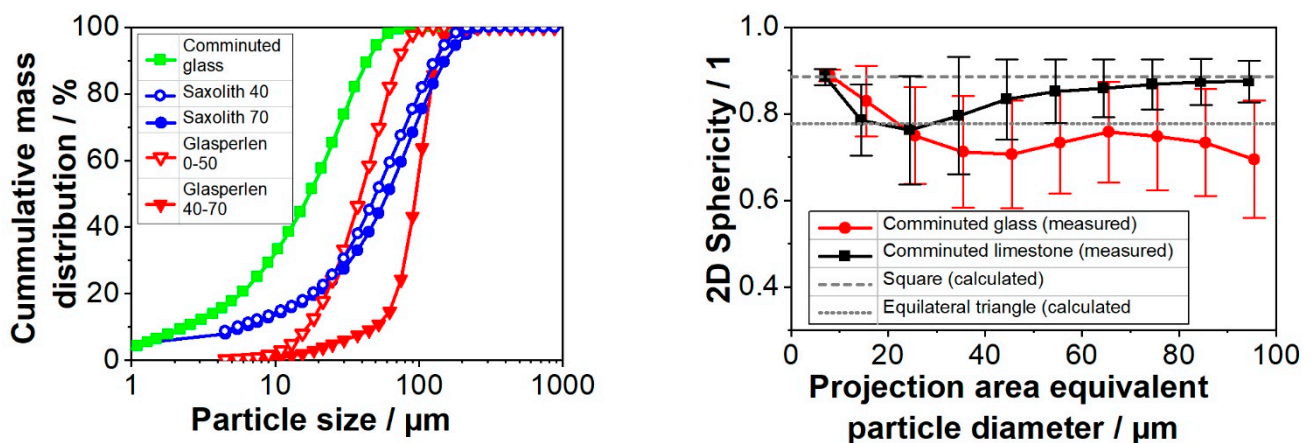 Cummulative mass
distribution / %
100
80
60
40
20
0
Comminuted
glass
Saxolith 40
Saxolith 70
Glasperlen
0-50
Glasperlen
40-70
1
10
100
1000
Particle size / µm
2D Sphericity / 1
1.0
0.8
0.6
0.4
Comminuted glass (measured)
Comminuted limestone (measured)
Square (calculated)
Equilateral triangle (calculated
0
20
40
60
80
100
Projection area equivalent
particle diameter / µm